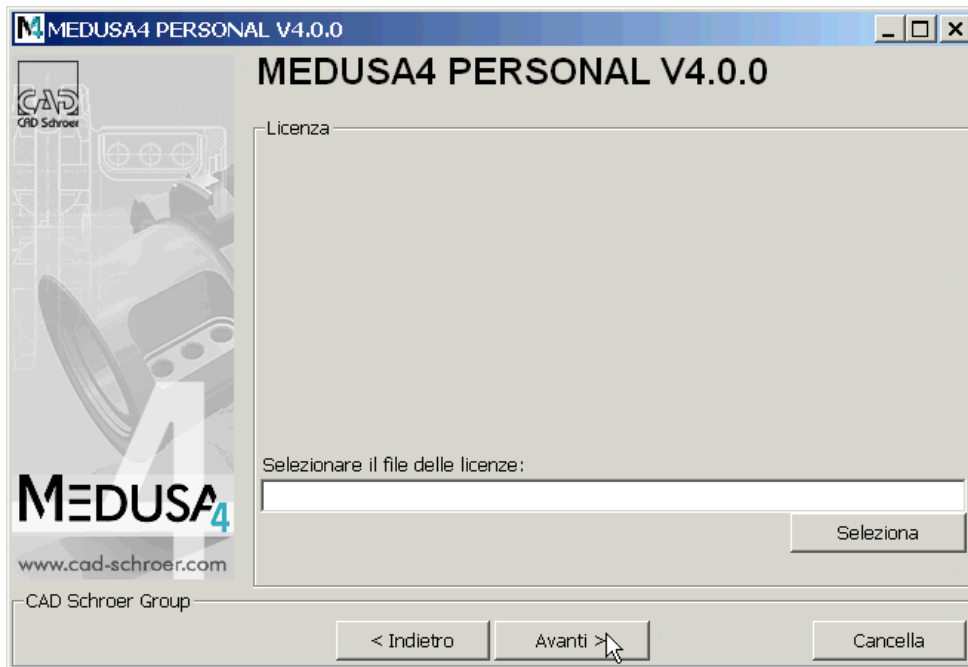 MEDUSA4 PERSONAL V4.0.0
MEDUSA4 PERSONAL V4.0.0
CAD
CAD Schroer
Licenza
Selezionare il file delle licenze:
Seleziona
4
MEDUSA4
www.cad-schroer.com
CAD Schroer Group
< Indietro
Avanti >
Cancella